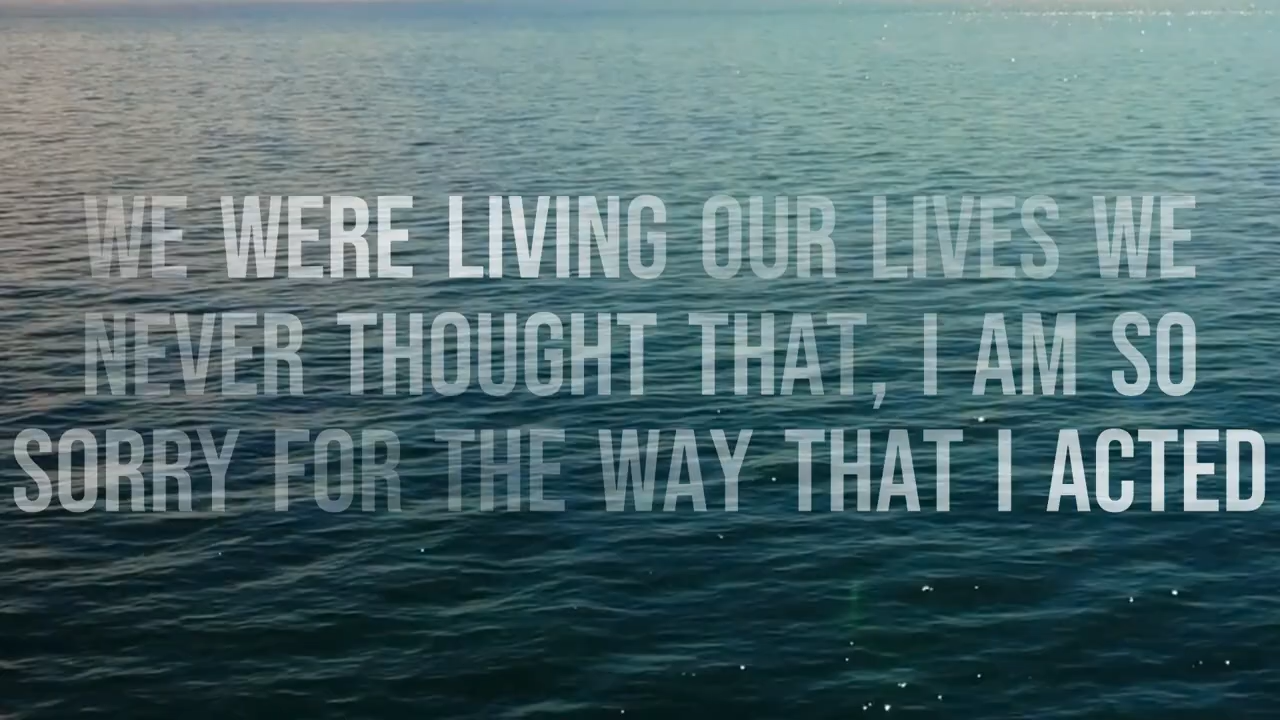 WE WERE LIVING OUR LIVES WE
NEVER THOUGHT THAT, I AM SO
SORRY FOR THE WAY THAT I ACTED